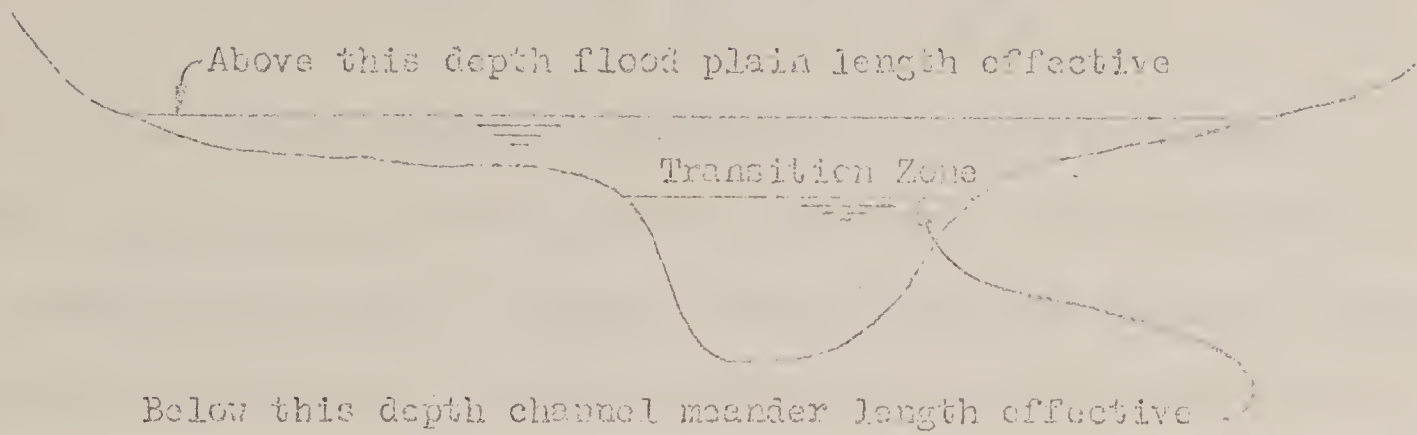 Above this depth flood plain length effective
Transition Zone
Below this depth channel meander length effective